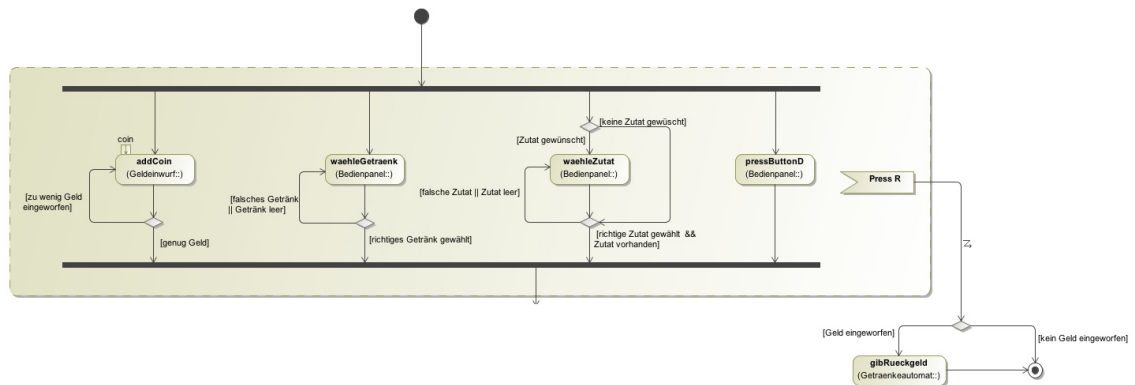 [keine Zutat gewüscht]
coin
[Zutat gewünscht]
addCoin
(Geldeinwurf::)
waehleGetraenk
(Bedienpanel::)
waehleZutat
(Bedienpanel::)
pressButtonD
(Bedienpanel::)
Press R
[zu wenig Geld
eingeworfen]
[falsches Getränk
|| Getränk leer]
[falsche Zutat || Zutat leer]
[genug Geld]
[richtiges Getränk gewählt]
[richtige Zutat gewählt &&
Zutat vorhanden]
[Geld eingeworfen]
[kein Geld eingeworfen]
gibRueckgeld
(Getraenkeautomat::)